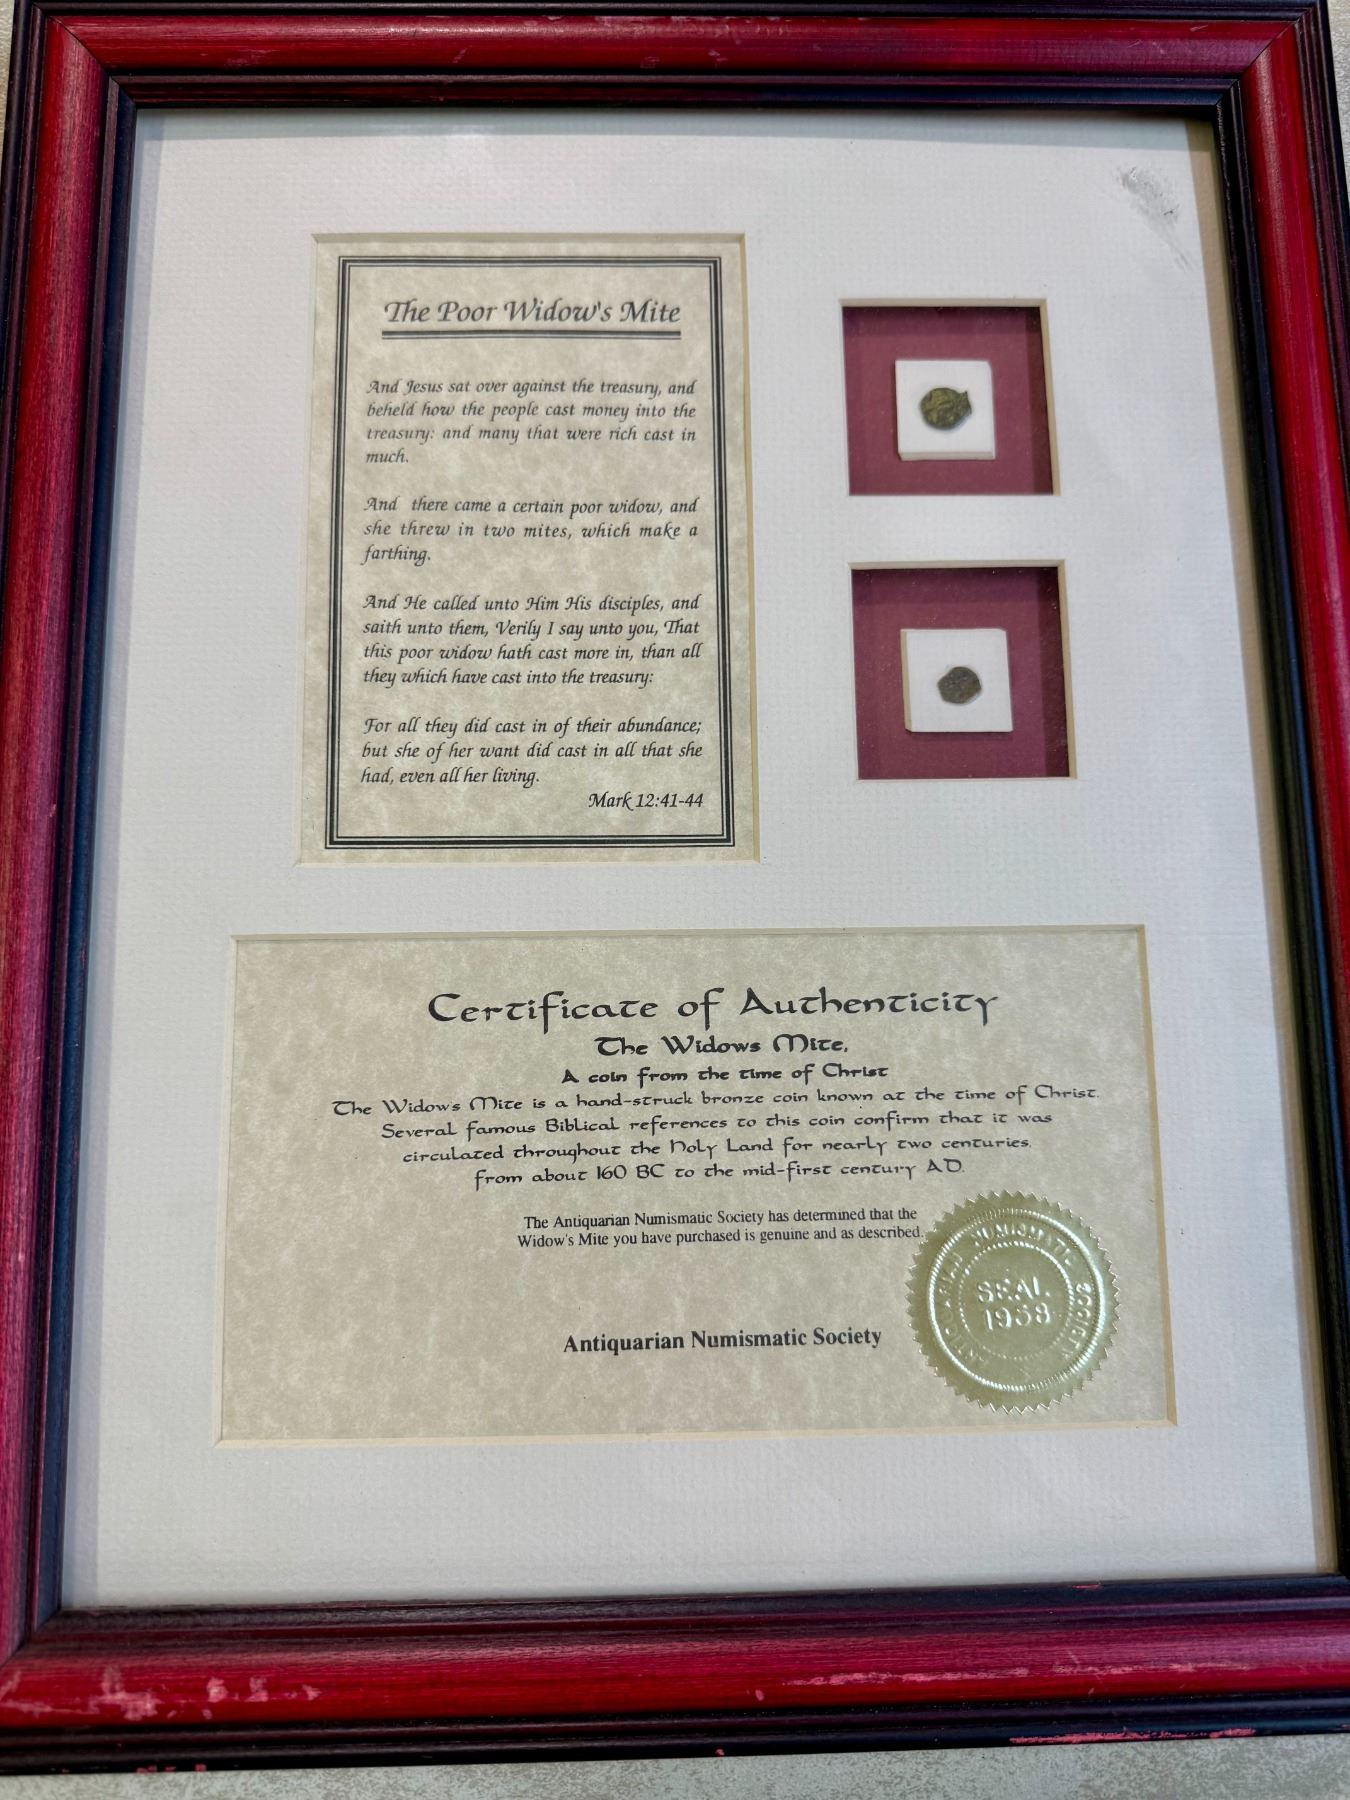 The Poor Widow's Mite
And Jesus sat over against the treasury, and
beheld how the people cast money into the
treasury: and many that were rich cast in
much.
And there came a certain poor widow, and
she threw in two mites, which make a
farthing.
And He called unto Him His disciples, and
saith unto them, Verily I say unto you, That
this poor widow hath cast more in, than all
they which have cast into the treasury:
For all they did cast in of their abundance;
but she of her want did cast in all that she
had, even all her living.
Mark 12:41-44
Certificate of Authenticity
The Widows Mite,
A coin from the time of Christ
The Widow's Mite is a hand-struck bronze coin known at the time of Christ.
Several famous Biblical references to this coin confirm that it was
circulated throughout the Holy Land for nearly two centuries,
from about 160 BC to the mid-first century AD.
The Antiquarian Numismatic Society has determined that the
Widow's Mite you have purchased is genuine and as described.
Antiquarian Numismatic Society
ANTIQUARIAN NUMISMATIC SOCIETY
SEAL
1958